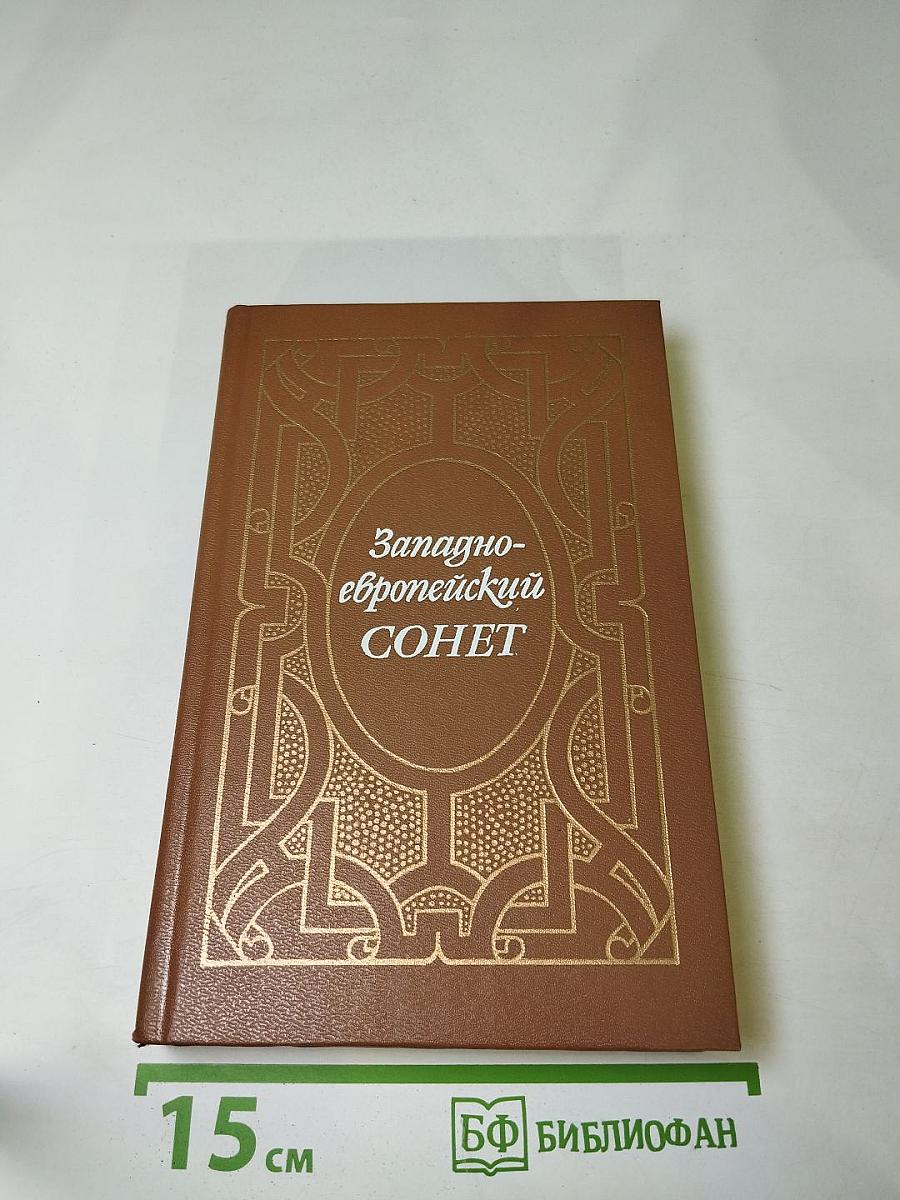 Западно-
европейский
СОНЕТ
15 см
БФ БИБЛИОФАН